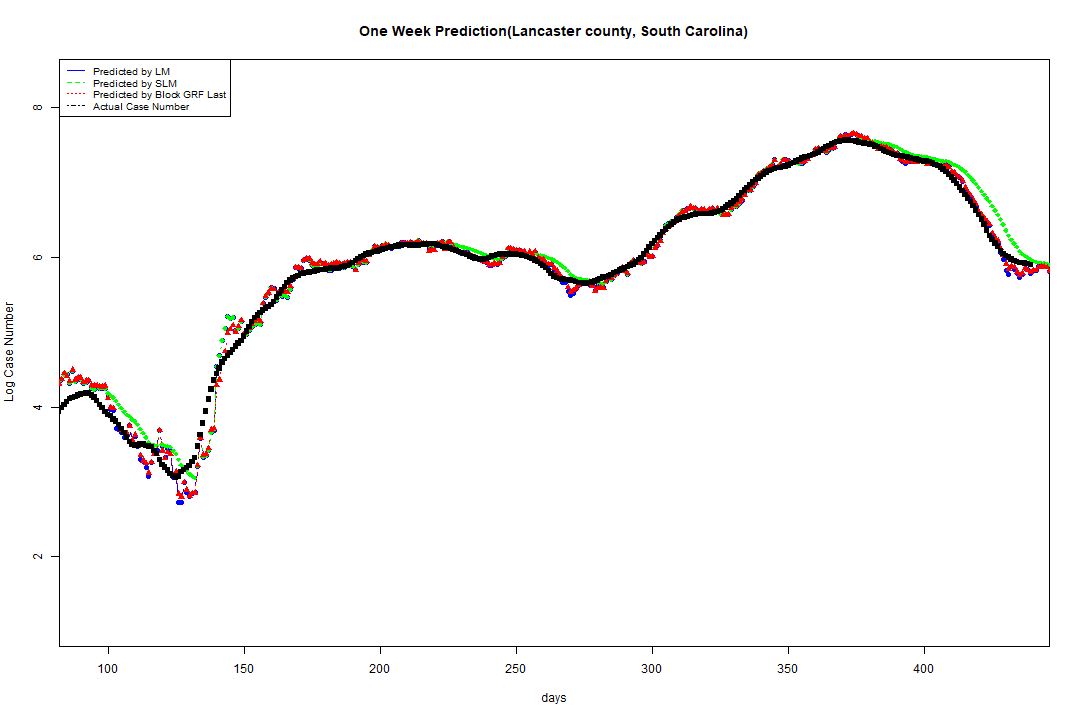 One Week Prediction(Lancaster county, South Carolina)
Predicted by LM
Predicted by SLM
Predicted by Block GRF Last
Actual Case Number
8
6
4
2
Log Case Number
100 150 200 250 300 350 400
days